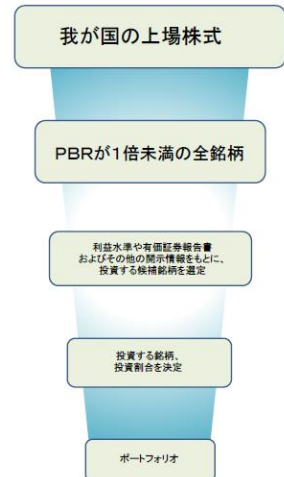 我が国の上場株式
PBRが1倍未満の全銘柄
利益水準や有価証券報告書
およびその他の開示情報をもとに、
投資する候補銘柄を選定
投資する銘柄、
投資割合を決定
ポートフォリオ